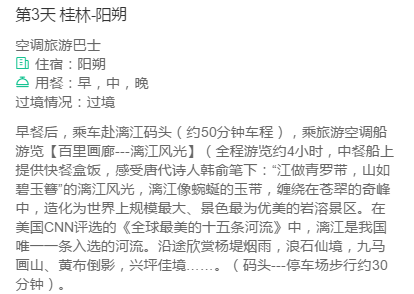 第3天 桂林-阳朔
空调旅游巴士
住宿：阳朔
用餐：早，中，晚
过境情况：过境
早餐后，乘车赴漓江码头（约50分钟车程），乘旅游空调船
游览【百里画廊---漓江风光】（全程游览约4小时，中餐船上
提供快餐盒饭，感受唐代诗人韩俞笔下：“江做青罗带，山如
碧玉簪”的漓江风光，漓江像蜿蜒的玉带，缠绕在苍翠的奇峰
中，造化为世界上规模最大、景色最为优美的岩溶景区。在
美国CNN评选的《全球最美的十五条河流》中，漓江是我国
唯一一条入选的河流。沿途欣赏杨堤烟雨，浪石仙境，九马
画山、黄布倒影，兴坪佳境……。（码头---停车场步行约30
分钟）。